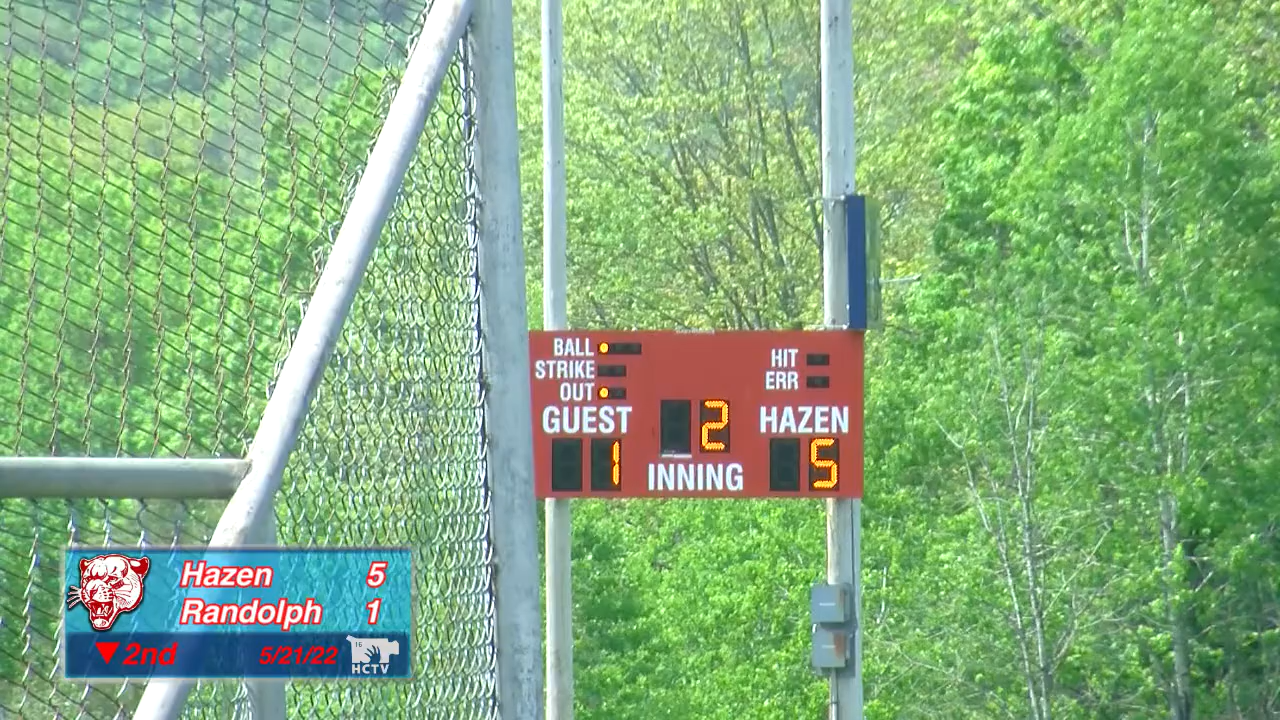 BALL
STRIKE
OUT
HIT
ERR
GUEST
2
HAZEN
1
INNING
5
Hazen 5
Randolph 1
▼2nd 5/21/22
16
HCTV